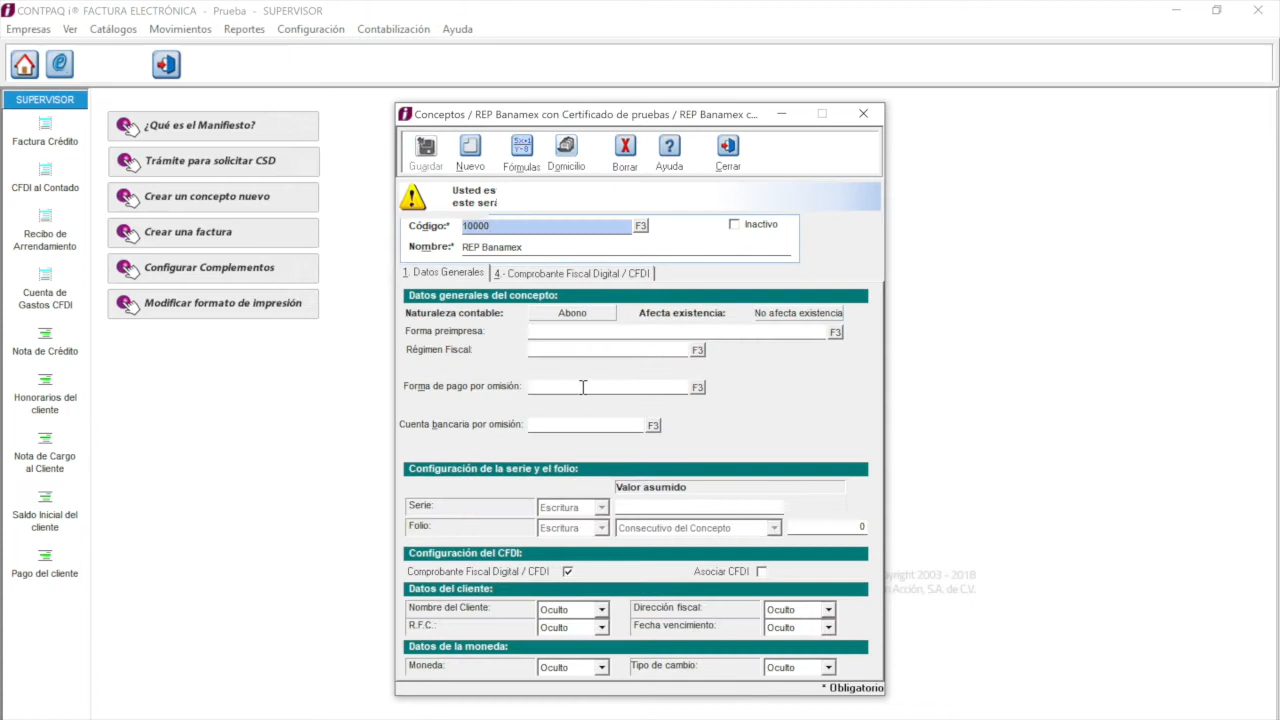 CONTPAQ i® FACTURA ELECTRÓNICA - Prueba - SUPERVISOR
Empresas Ver Catálogos Movimientos Reportes Configuración Contabilización Ayuda
SUPERVISOR
Factura Crédito
CFDI al Contado
Recibo de
Arrendamiento
Cuenta de
Gastos CFDI
Nota de Crédito
Honorarios del
cliente
Nota de Cargo
al Cliente
Saldo Inicial del
cliente
Pago del cliente
¿Qué es el Manifiesto?
Trámite para solicitar CSD
Crear un concepto nuevo
Crear una factura
Configurar Complementos
Modificar formato de impresión
Conceptos / REP Banamex con Certificado de pruebas / REP Banamex c...
Guardar Nuevo Fórmulas Domicilio Borrar Ayuda Cerrar
Usted es
este será
Código:* 10000 F3 Inactivo
Nombre:* REP Banamex
1. Datos Generales 4.- Comprobante Fiscal Digital / CFDI
Datos generales del concepto:
Naturaleza contable: Abono Afecta existencia: No afecta existencia
Forma preimpresa: F3
Régimen Fiscal: F3
Forma de pago por omisión: F3
Cuenta bancaria por omisión: F3
Configuración de la serie y el folio:
Valor asumido
Serie: Escritura
Folio: Escritura Consecutivo del Concepto 0
Configuración del CFDI:
Comprobante Fiscal Digital / CFDI Asociar CFDI
Datos del cliente:
Nombre del Cliente: Oculto Dirección fiscal: Oculto
R.F.C.: Oculto Fecha vencimiento: Oculto
Datos de la moneda:
Moneda: Oculto Tipo de cambio: Oculto
* Obligatorio
yright 2003 - 2018
n Acción, S.A. de C.V.